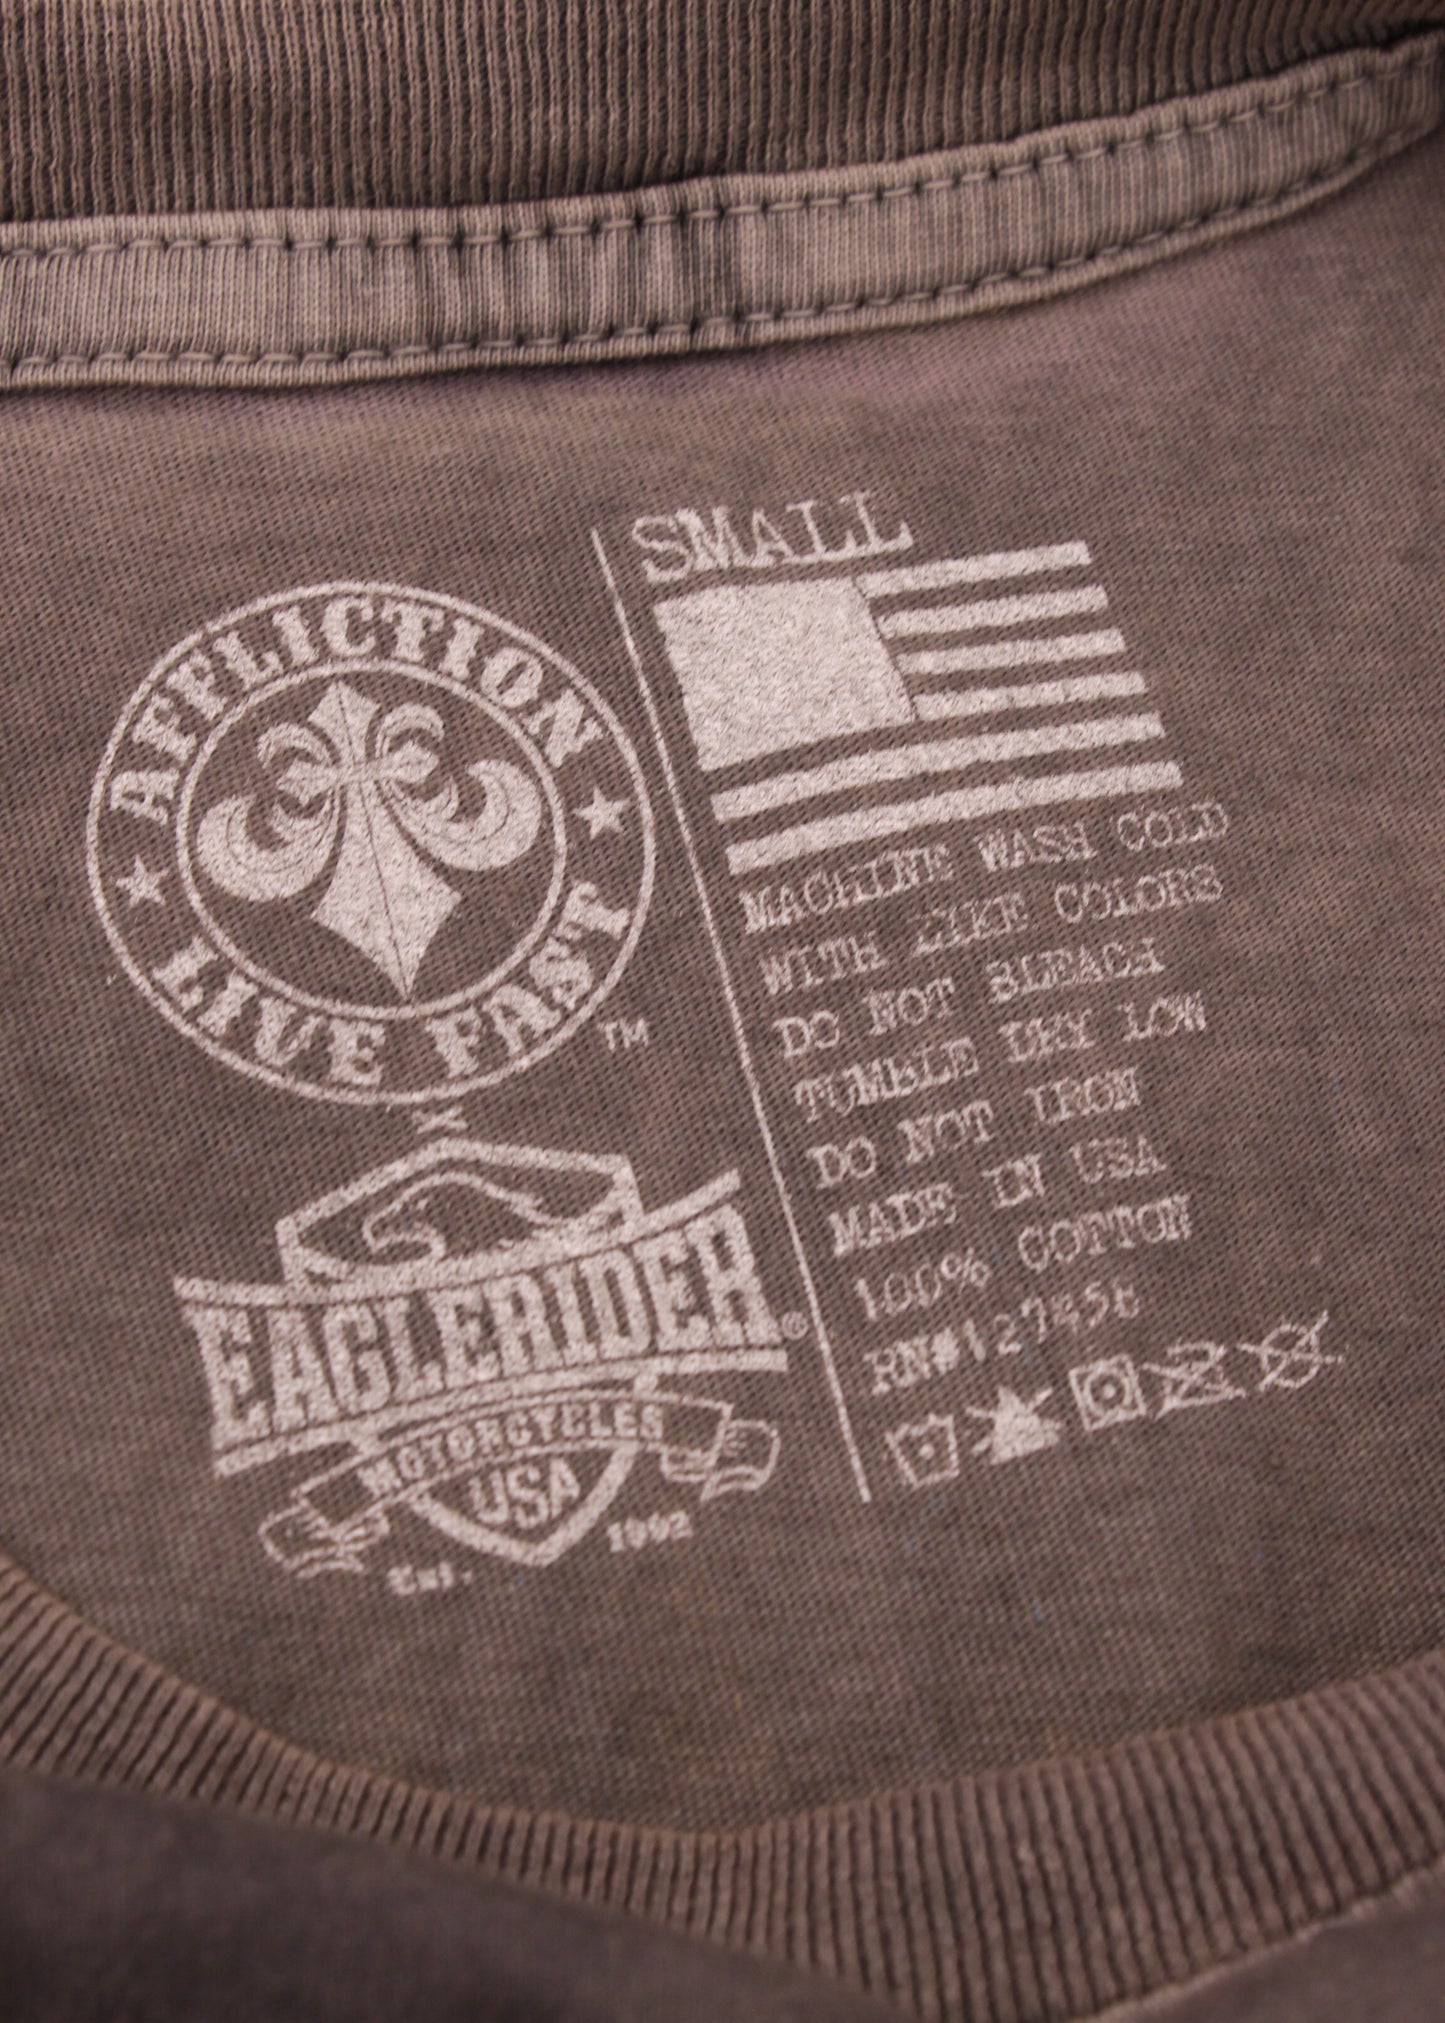 AFFLICTION
LIVE FAST
TM
X
EAGLERIDER®
MOTORCYCLES
USA
Est. 1992
SMALL
MACHINE WASH COLD
WITH LIKE COLORS
DO NOT BLEACH
TUMBLE DRY LOW
DO NOT IRON
MADE IN USA
100% COTTON